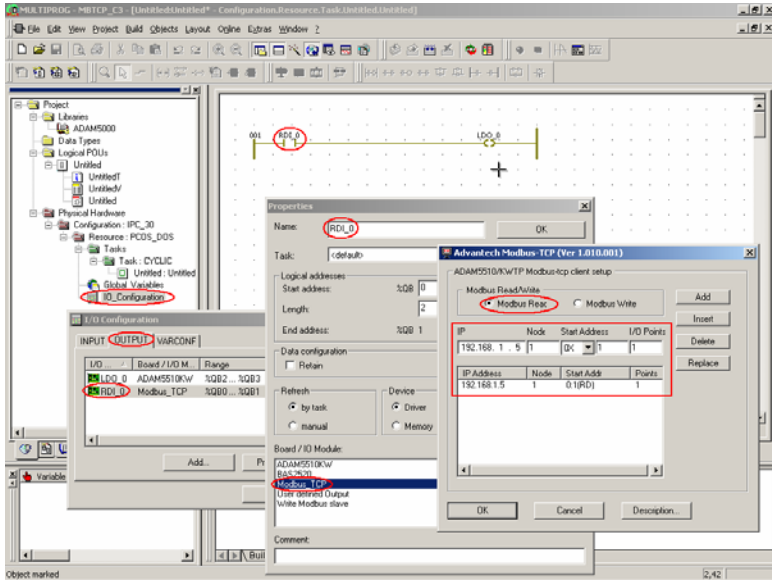 MULTIPROG - MBTCP_C3 - [Untitled:Untitled* - Configuration.Resource.Task.Untitled.Untitled]
File Edit View Project Build Objects Layout Online Extras Window ?
Project
Libraries
ADAM5000
Data Types
Logical POUs
Untitled
UntitledT
UntitledV
Untitled
Physical Hardware
Configuration : IPC_30
Resource : PCOS_DOS
Tasks
Task : CYCLIC
Untitled : Untitled
Global Variables
IO_Configuration
001
RDI_0
LDO_0
I/O Configuration
INPUT OUTPUT VARCONF
I/O ... Board / I/O M... Range
LDO_0 ADAM5510KW %QB2 ... %QB3
RDI_0 Modbus_TCP %QB0 ... %QB1
Add...
Variable
Properties
Name: RDI_0
OK
Task: <default>
Logical addresses
Start address: %QB 0
Length: 2
End address: %QB 1
Data configuration
Retain
Refresh
by task
manual
Device
Driver
Memory
Board / IO Module:
ADAM5510KW
BAS2520
Modbus_TCP
User defined Output
Write Modbus slave
Comment:
Advantech Modbus-TCP (Ver 1.010.001)
ADAM5510/KWTP Modbus-tcp client setup
Modbus Read/Write
Modbus Read
Modbus Write
Add
Insert
Delete
Replace
IP Node Start Address I/O Points
192.168. 1 . 5 1 0X 1 1
IP Address Node Start Addr Points
192.168.1.5 1 0:1(RD) 1
OK Cancel Description...
Object marked
2,42